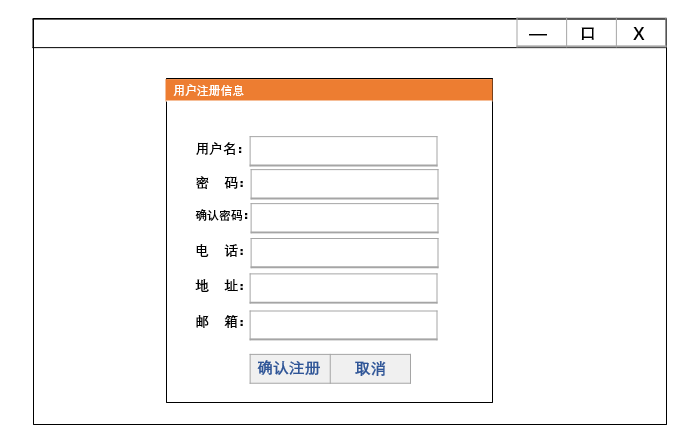 — 口 X
用户注册信息
用户名：
密 码：
确认密码：
电 话：
地 址：
邮 箱：
确认注册 取消